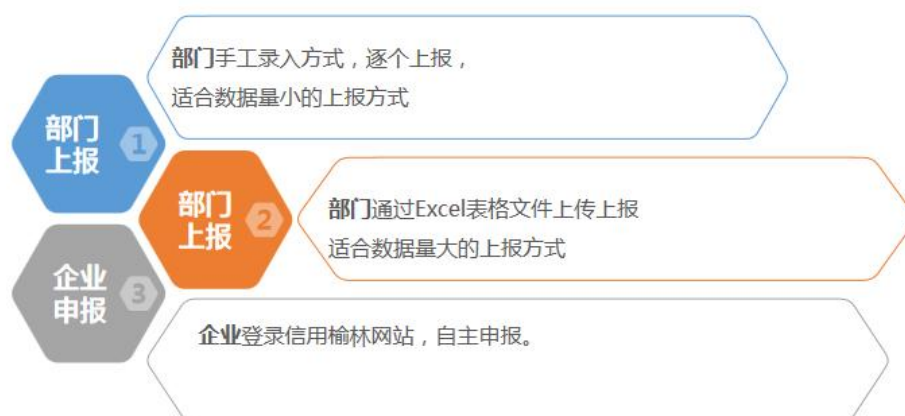 部门手工录入方式，逐个上报，
适合数据量小的上报方式
部门
上报
1
部门
上报
2
部门通过Excel表格文件上传上报
适合数据量大的上报方式
企业
申报
3
企业登录信用榆林网站，自主申报。